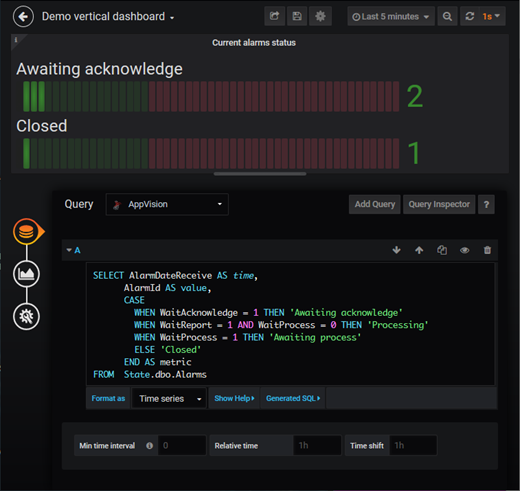 Demo vertical dashboard
Last 5 minutes
1s
i
Current alarms status
Awaiting acknowledge
2
Closed
1
Query
AppVision
Add Query
Query Inspector
?
A
SELECT AlarmDateReceive AS time,
AlarmId AS value,
CASE
WHEN WaitAcknowledge = 1 THEN 'Awaiting acknowledge'
WHEN WaitReport = 1 AND WaitProcess = 0 THEN 'Processing'
WHEN WaitProcess = 1 THEN 'Awaiting process'
ELSE 'Closed'
END AS metric
FROM State.dbo.Alarms
Format as
Time series
Show Help
Generated SQL
Min time interval
0
Relative time
1h
Time shift
1h